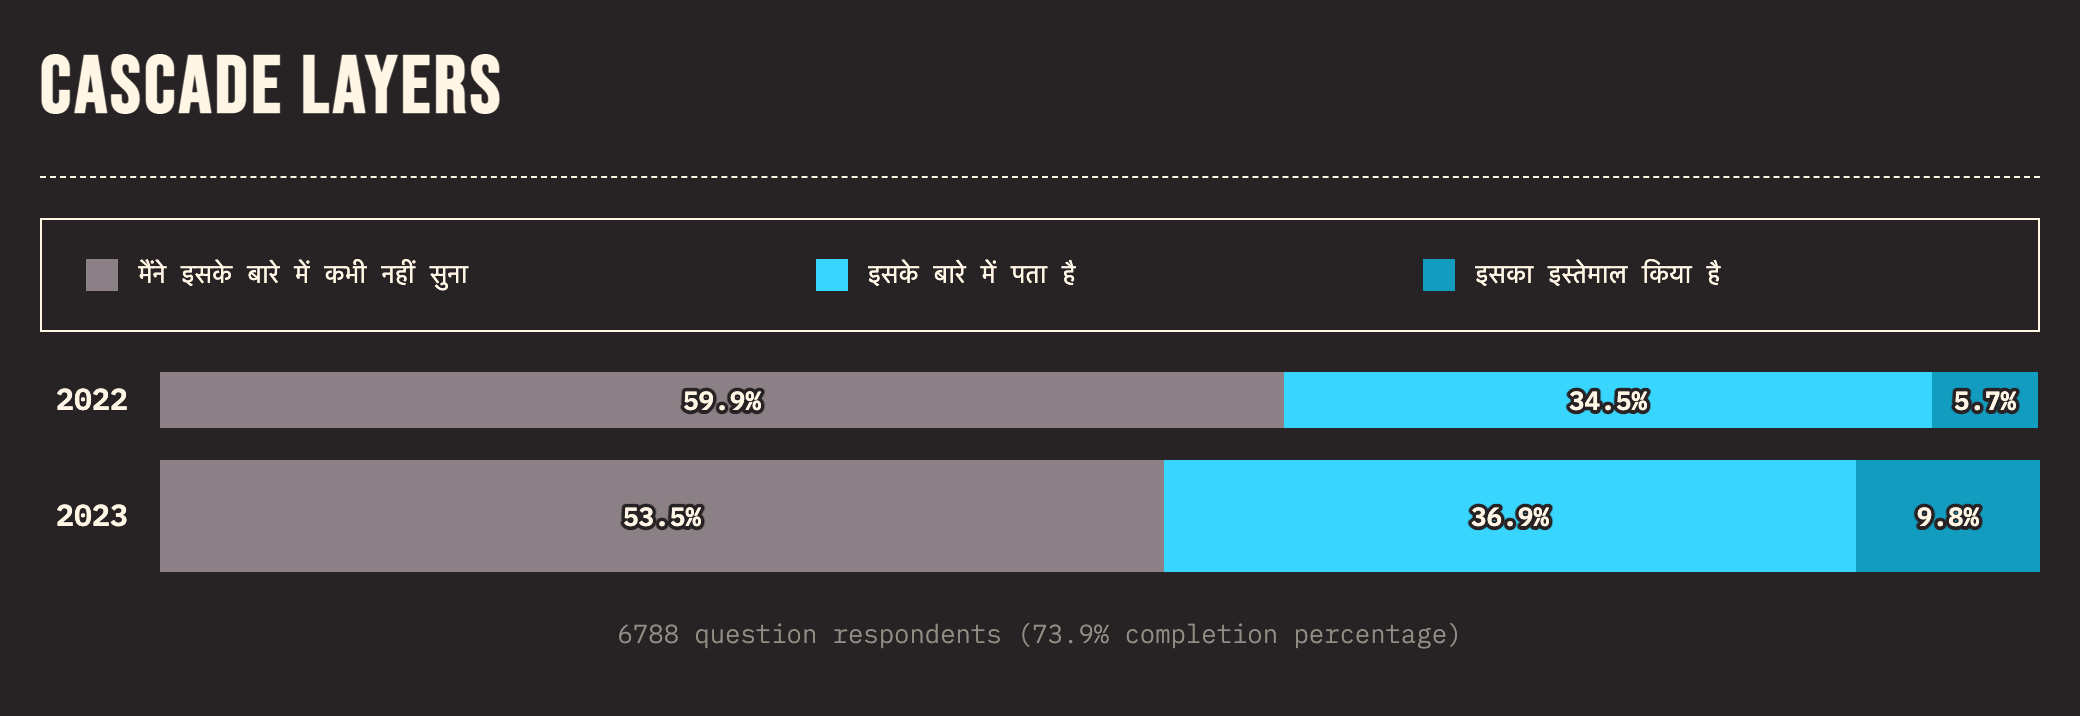 CASCADE LAYERS
मैंने इसके बारे में कभी नहीं सुना इसके बारे में पता है इसका इस्तेमाल किया है
2022 59.9% 34.5% 5.7%
2023 53.5% 36.9% 9.8%
6788 question respondents (73.9% completion percentage)